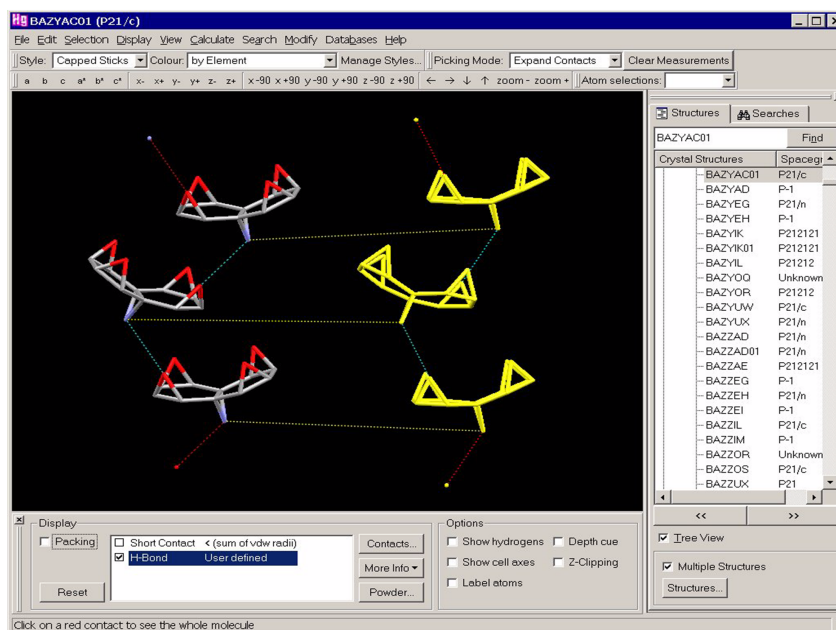 Hg BAZYAC01 (P21/c)
File Edit Selection Display View Calculate Search Modify Databases Help
Style: Capped Sticks Colour: by Element Manage Styles... Picking Mode: Expand Contacts Clear Measurements
a b c a* b* c* x- x+ y- y+ z- z+ x-90 x+90 y-90 y+90 z-90 z+90 ← → ↓ ↑ zoom- zoom+ Atom selections:
Structures Searches
BAZYAC01 Find
Crystal Structures Spacegr
BAZYAC01 P21/c
BAZYAD P-1
BAZYEG P21/n
BAZYEH P-1
BAZYIK P212121
BAZYIK01 P212121
BAZYIL P21212
BAZYOQ Unknown
BAZYOR P21212
BAZYUW P21/c
BAZYUX P21/n
BAZZAD P21/n
BAZZAD01 P21/n
BAZZAE P212121
BAZZEG P-1
BAZZEH P21/n
BAZZEI P-1
BAZZIL P21/c
BAZZIM P-1
BAZZOR Unknown
BAZZOS P21/c
BAZZUX P21
<< >>
Tree View
Multiple Structures
Structures...
Display
Packing
Short Contact < (sum of vdw radii)
H-Bond User defined
Reset
Contacts...
More Info
Powder...
Options
Show hydrogens Depth cue
Show cell axes Z-Clipping
Label atoms
Click on a red contact to see the whole molecule